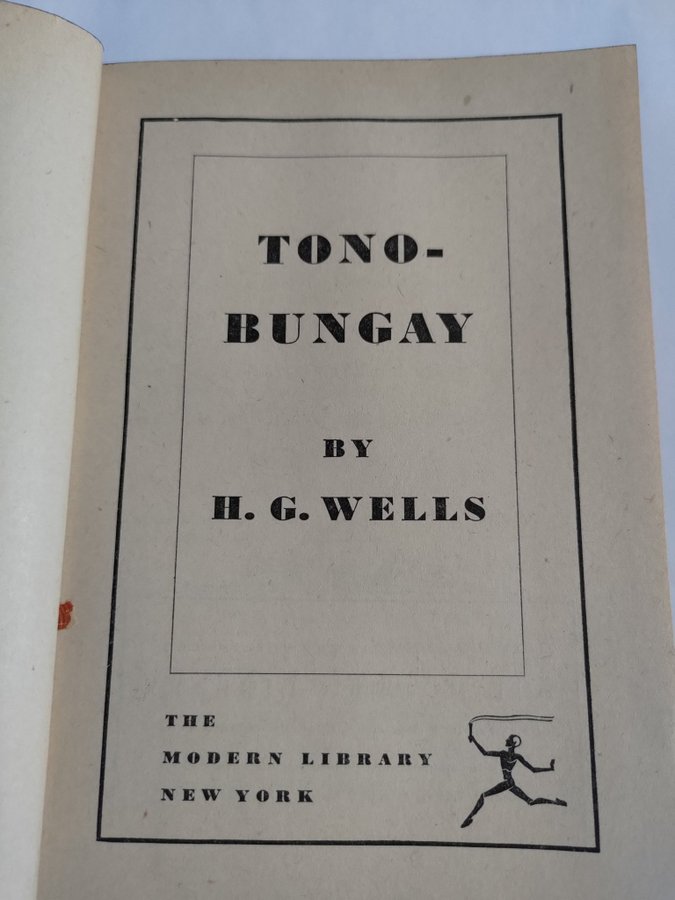 TONO-
BUNGAY
BY
H. G. WELLS
THE
MODERN LIBRARY
NEW YORK